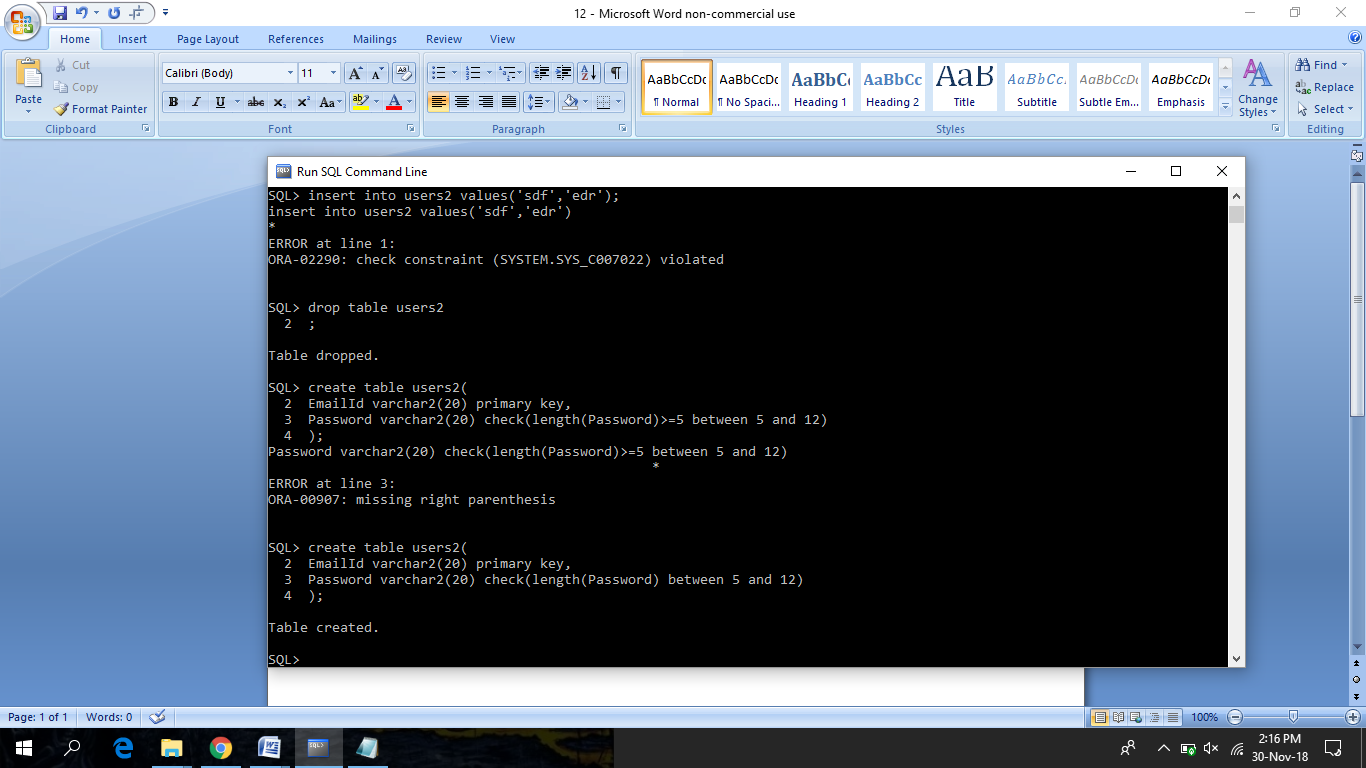 12 - Microsoft Word non-commercial use
Home Insert Page Layout References Mailings Review View
Paste
Cut
Copy
Format Painter
Clipboard
Calibri (Body) 11
B I U abc x₂ x² Aa ab A
Font
Paragraph
AaBbCcDc AaBbCcDc AaBbC AaBbCc AaB AaBbCc. AaBbCcDc AaBbCcDc
¶ Normal ¶ No Spaci... Heading 1 Heading 2 Title Subtitle Subtle Em... Emphasis
Change Styles
Styles
Find
Replace
Select
Editing
Run SQL Command Line
SQL> insert into users2 values('sdf','edr');
insert into users2 values('sdf','edr')
*
ERROR at line 1:
ORA-02290: check constraint (SYSTEM.SYS_C007022) violated
SQL> drop table users2
2 ;
Table dropped.
SQL> create table users2(
2 EmailId varchar2(20) primary key,
3 Password varchar2(20) check(length(Password)>=5 between 5 and 12)
4 );
Password varchar2(20) check(length(Password)>=5 between 5 and 12)
*
ERROR at line 3:
ORA-00907: missing right parenthesis
SQL> create table users2(
2 EmailId varchar2(20) primary key,
3 Password varchar2(20) check(length(Password) between 5 and 12)
4 );
Table created.
SQL>
Page: 1 of 1 Words: 0 100%
2:16 PM
30-Nov-18